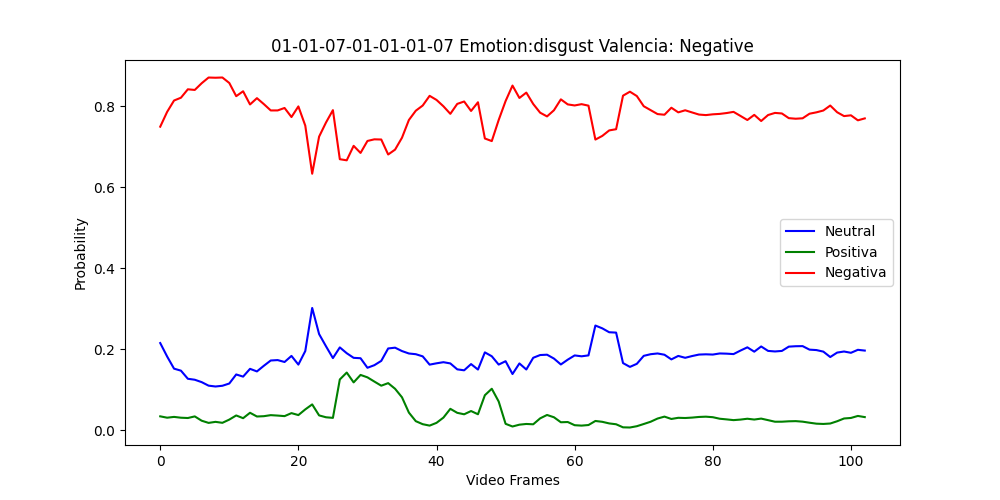 01-01-07-01-01-01-07 Emotion:disgust Valencia: Negative
Probability
0.8
0.6
0.4
0.2
0.0
Neutral
Positiva
Negativa
0 20 40 60 80 100
Video Frames